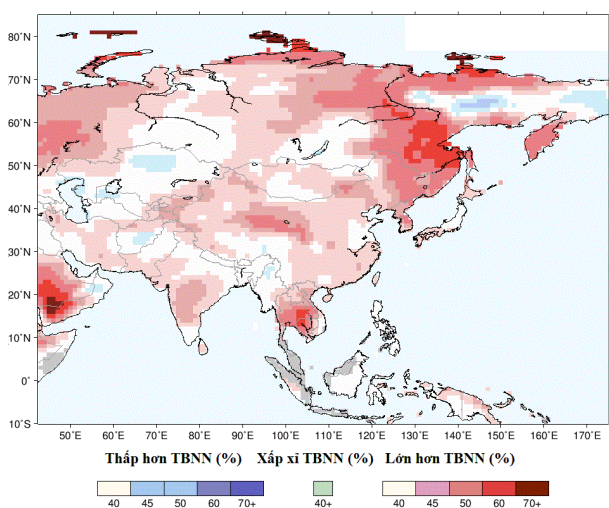 80°N
70°N
60°N
50°N
40°N
30°N
20°N
10°N
0°
10°S
50°E 60°E 70°E 80°E 90°E 100°E 110°E 120°E 130°E 140°E 150°E 160°E 170°E
Thấp hơn TBNN (%) Xấp xỉ TBNN (%) Lớn hơn TBNN (%)
40 45 50 60 70+ 40+ 40 45 50 60 70+